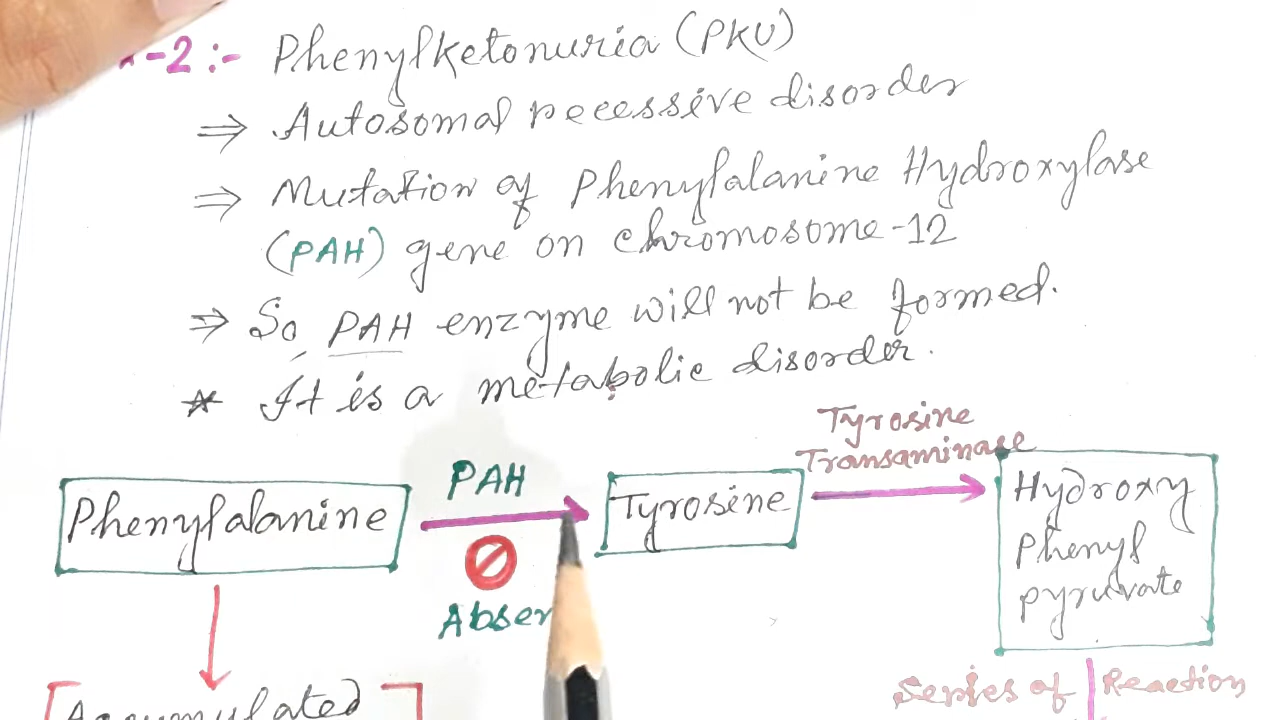 -2 :- Phenylketonuria (PKU)
⇒ Autosomal recessive disorder
⇒ Mutation of Phenylalanine Hydroxylase
(PAH) gene on chromosome-12
⇒ So PAH enzyme will not be formed.
* It is a metabolic disorder.
Tyrosine
Transaminase
PAH
Phenylalanine
Tyrosine
Hydroxy
Phenyl
pyruvate
Absen
Series of Reaction
Accumulated